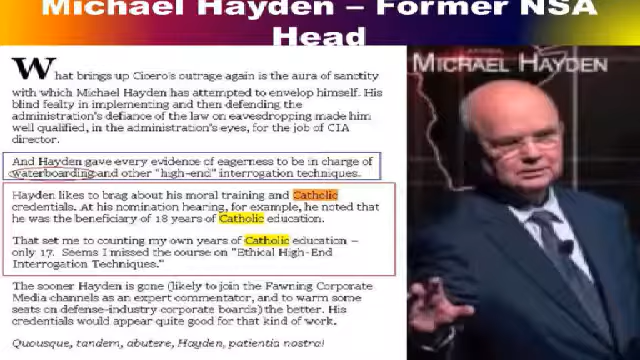 Michael Hayden – Former NSA
Head
What brings up Cicero's outrage again is the aura of sanctity
with which Michael Hayden has attempted to envelop himself. His
blind fealty in implementing and then defending the
administration's defiance of the law on eavesdropping made him
well qualified, in the administration's eyes, for the job of CIA
director.
And Hayden gave every evidence of eagerness to be in charge of
waterboarding and other "high-end" interrogation techniques.
Hayden likes to brag about his moral training and Catholic
credentials. At his nomination hearing, for example, he noted that
he was the beneficiary of 18 years of Catholic education.
That set me to counting my own years of Catholic education –
only 17. Seems I missed the course on "Ethical High-End
Interrogation Techniques."
The sooner Hayden is gone (likely to join the Fawning Corporate
Media channels as an expert commentator, and to warm some
seats on defense-industry corporate boards) the better. His
credentials would appear quite good for that kind of work.
Quousque, tandem, abutere, Hayden, patientia nostra!
MICHAEL HAYDEN